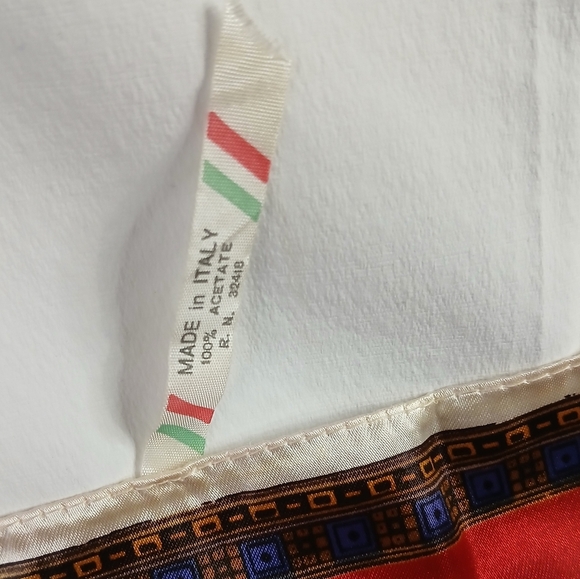 MADE in ITALY
100% ACETATE
R. N. 32418